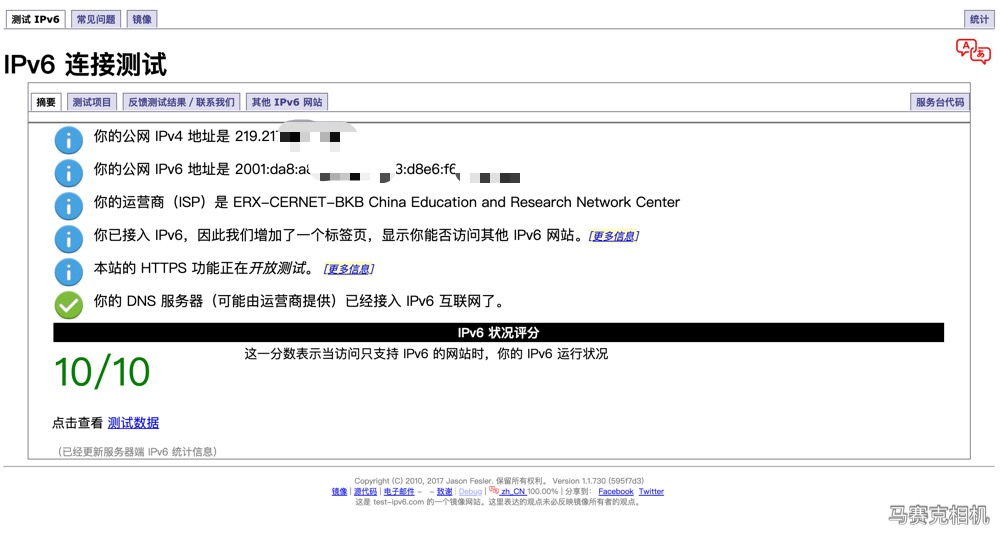 测试 IPv6 常见问题 镜像 统计
IPv6 连接测试
摘要 测试项目 反馈测试结果 / 联系我们 其他 IPv6 网站 服务台代码
你的公网 IPv4 地址是 219.21
你的公网 IPv6 地址是 2001:da8:a8 3:d8e6:f6
你的运营商（ISP）是 ERX-CERNET-BKB China Education and Research Network Center
你已接入 IPv6，因此我们增加了一个标签页，显示你能否访问其他 IPv6 网站。 [更多信息]
本站的 HTTPS 功能正在开放测试。 [更多信息]
你的 DNS 服务器（可能由运营商提供）已经接入 IPv6 互联网了。
IPv6 状况评分
10/10
这一分数表示当访问只支持 IPv6 的网站时，你的 IPv6 运行状况
点击查看 测试数据
（已经更新服务器端 IPv6 统计信息）
Copyright (C) 2010, 2017 Jason Fesler. 保留所有权利。 Version 1.1.730 (595f7d3)
镜像 | 源代码 | 电子邮件 - - 致谢 | Debug | zh_CN 100.00% | 分享到: Facebook Twitter
这是 test-ipv6.com 的一个镜像网站。这里表达的观点未必反映镜像所有者的观点。
马赛克相机